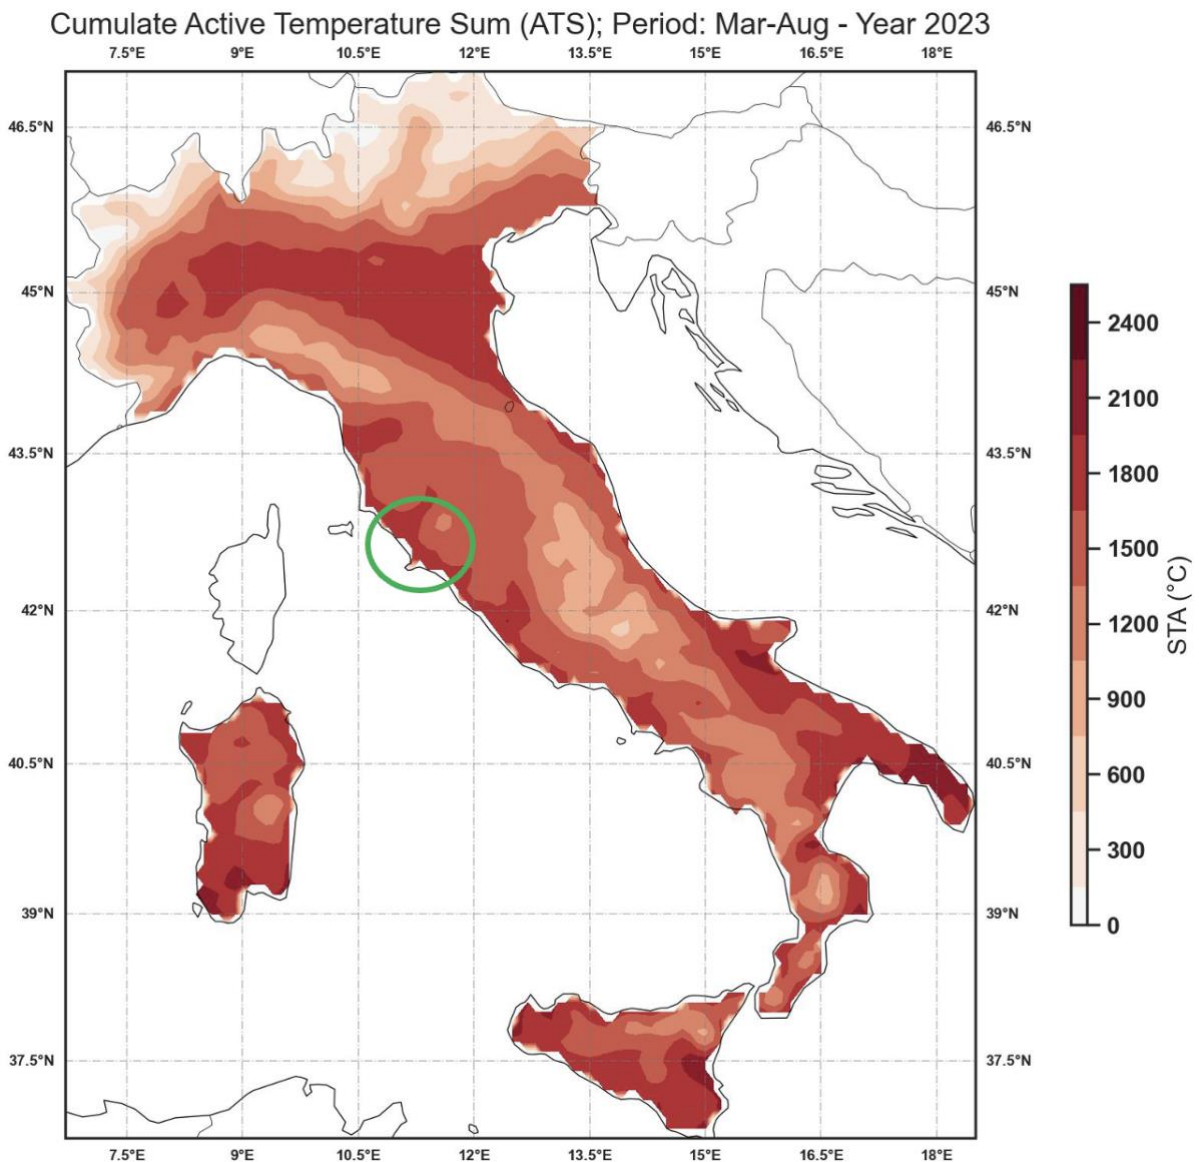 Cumulate Active Temperature Sum (ATS); Period: Mar-Aug - Year 2023
7.5°E 9°E 10.5°E 12°E 13.5°E 15°E 16.5°E 18°E
46.5°N 46.5°N
45°N 45°N
43.5°N 43.5°N
42°N 42°N
40.5°N 40.5°N
39°N 39°N
37.5°N 37.5°N
7.5°E 9°E 10.5°E 12°E 13.5°E 15°E 16.5°E 18°E
2400
2100
1800
1500
1200
900
600
300
0
STA (°C)